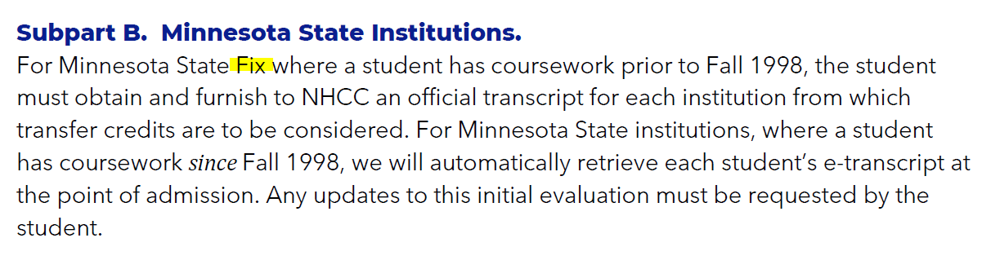 Subpart B.  Minnesota State Institutions.
For Minnesota State Fix where a student has coursework prior to Fall 1998, the student
must obtain and furnish to NHCC an official transcript for each institution from which
transfer credits are to be considered. For Minnesota State institutions, where a student
has coursework since Fall 1998, we will automatically retrieve each student’s e-transcript at
the point of admission. Any updates to this initial evaluation must be requested by the
student.